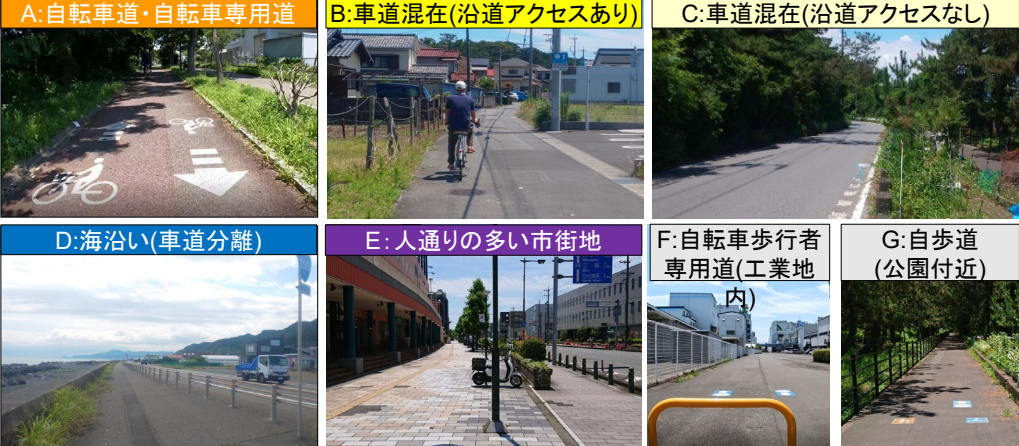 A:自転車道・自転車専用道
B:車道混在(沿道アクセスあり)
C:車道混在(沿道アクセスなし)
D:海沿い(車道分離)
E:人通りの多い市街地
F:自転車歩行者
専用道(工業地
内)
G:自歩道
(公園付近)